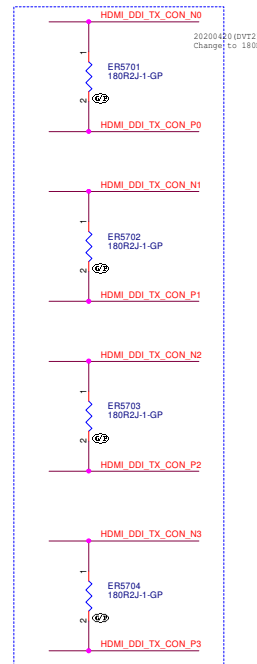 HDMI_DDI_TX_CON_N0
20200420(DVT2
Change to 180
1
ER5701
180R2J-1-GP
2
G/P
HDMI_DDI_TX_CON_P0
HDMI_DDI_TX_CON_N1
1
ER5702
180R2J-1-GP
2
G/P
HDMI_DDI_TX_CON_P1
HDMI_DDI_TX_CON_N2
1
ER5703
180R2J-1-GP
2
G/P
HDMI_DDI_TX_CON_P2
HDMI_DDI_TX_CON_N3
1
ER5704
180R2J-1-GP
2
G/P
HDMI_DDI_TX_CON_P3